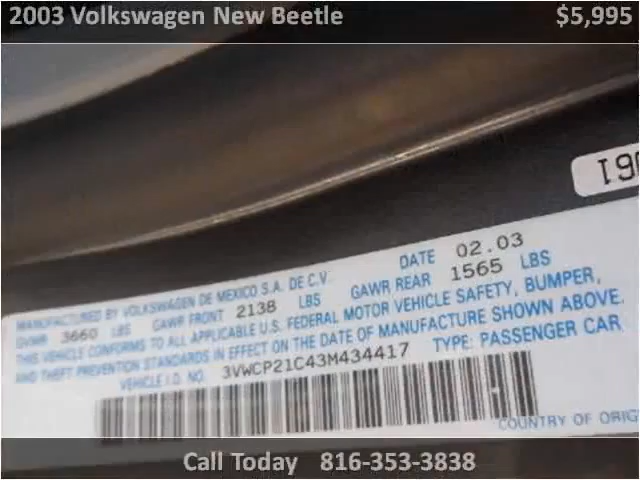 2003 Volkswagen New Beetle $5,995
MANUFACTURED BY VOLKSWAGEN DE MEXICO S.A. DE C.V. DATE 02.03
GVWR 3660 LBS GAWR FRONT 2138 LBS GAWR REAR 1565 LBS
THIS VEHICLE CONFORMS TO ALL APPLICABLE U.S. FEDERAL MOTOR VEHICLE SAFETY, BUMPER,
AND THEFT PREVENTION STANDARDS IN EFFECT ON THE DATE OF MANUFACTURE SHOWN ABOVE.
VEHICLE I.D. NO. 3VWCP21C43M434417 TYPE: PASSENGER CAR
COUNTRY OF ORIG
Call Today 816-353-3838